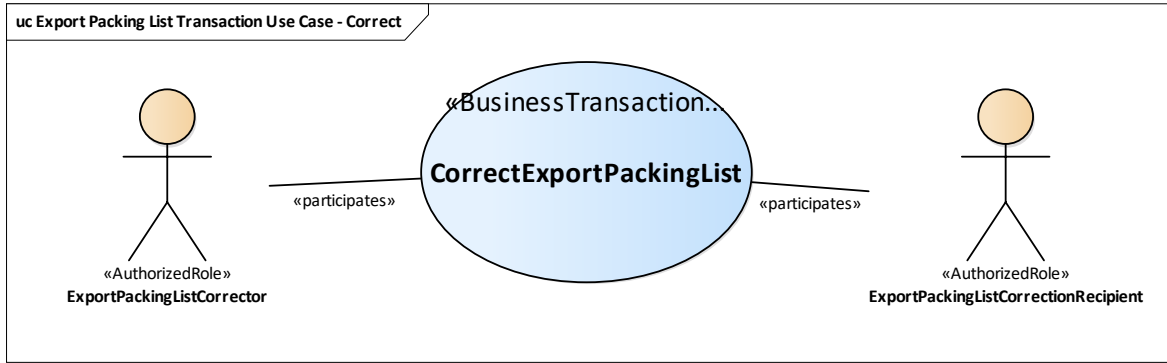 uc Export Packing List Transaction Use Case - Correct
«BusinessTransaction...
CorrectExportPackingList
«participates»
«participates»
«AuthorizedRole»
ExportPackingListCorrector
«AuthorizedRole»
ExportPackingListCorrectionRecipient